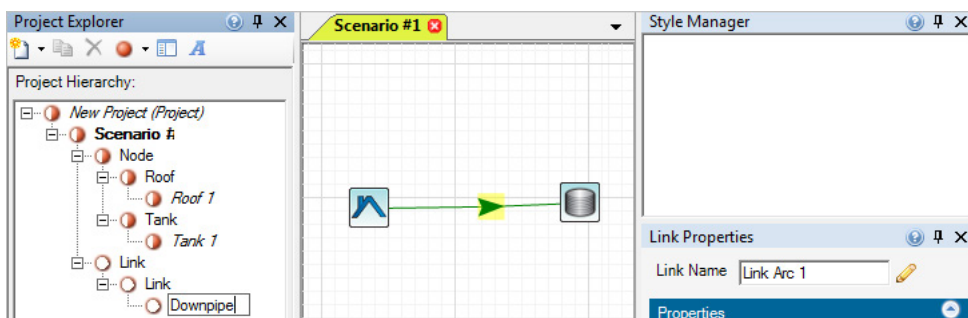 Project Explorer
Project Hierarchy:
New Project (Project)
Scenario #
Node
Roof
Roof 1
Tank
Tank 1
Link
Link
Downpipe
Scenario #1
Style Manager
Link Properties
Link Name Link Arc 1
Properties